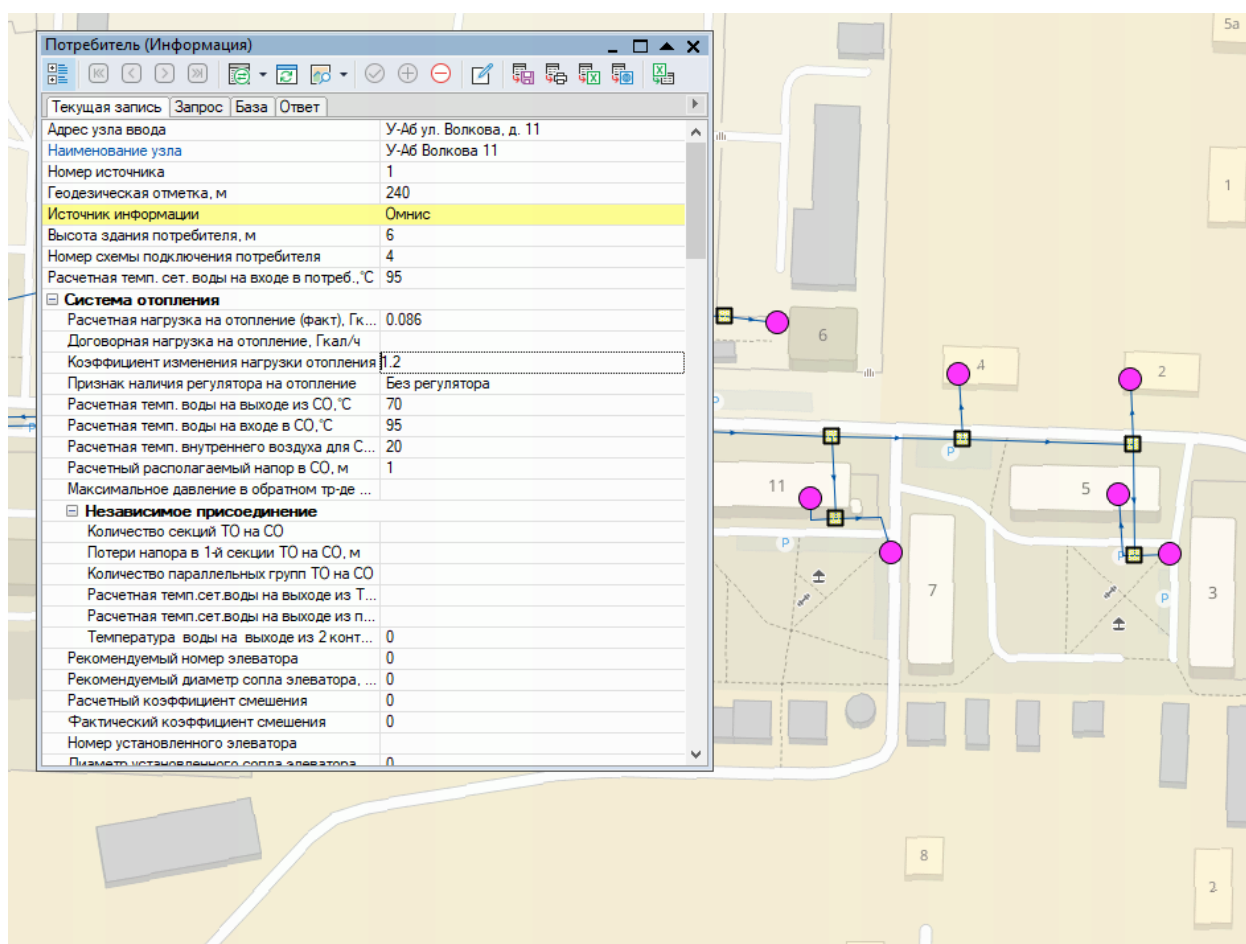 Потребитель (Информация)
Текущая запись Запрос База Ответ
Адрес узла ввода У-Аб ул. Волкова, д. 11
Наименование узла У-Аб Волкова 11
Номер источника 1
Геодезическая отметка, м 240
Источник информации Омнис
Высота здания потребителя, м 6
Номер схемы подключения потребителя 4
Расчетная темп. сет. воды на входе в потреб.,°С 95
Система отопления
Расчетная нагрузка на отопление (факт), Гк... 0.086
Договорная нагрузка на отопление, Гкал/ч
Коэффициент изменения нагрузки отопления 1.2
Признак наличия регулятора на отопление Без регулятора
Расчетная темп. воды на выходе из СО,°С 70
Расчетная темп. воды на входе в СО,°С 95
Расчетная темп. внутреннего воздуха для С... 20
Расчетный располагаемый напор в СО, м 1
Максимальное давление в обратном тр-де ...
Независимое присоединение
Количество секций ТО на СО
Потери напора в 1-й секции ТО на СО, м
Количество параллельных групп ТО на СО
Расчетная темп.сет.воды на выходе из Т...
Расчетная темп.сет.воды на выходе из п...
Температура воды на выходе из 2 конт... 0
Рекомендуемый номер элеватора 0
Рекомендуемый диаметр сопла элеватора, ... 0
Расчетный коэффициент смешения 0
Фактический коэффициент смешения 0
Номер установленного элеватора
Диаметр установленного сопла элеватора 0
5а
1
6
4
2
P
P
11
5
P
P
7
P
3
8
2